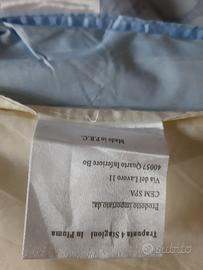 Trapunta 4 Stagioni In Piuma
Prodotto importato da:
CEM SPA
Via del Lavoro 11
40057 Quarto Inferiore Bo
Made in P.R.C.
subito